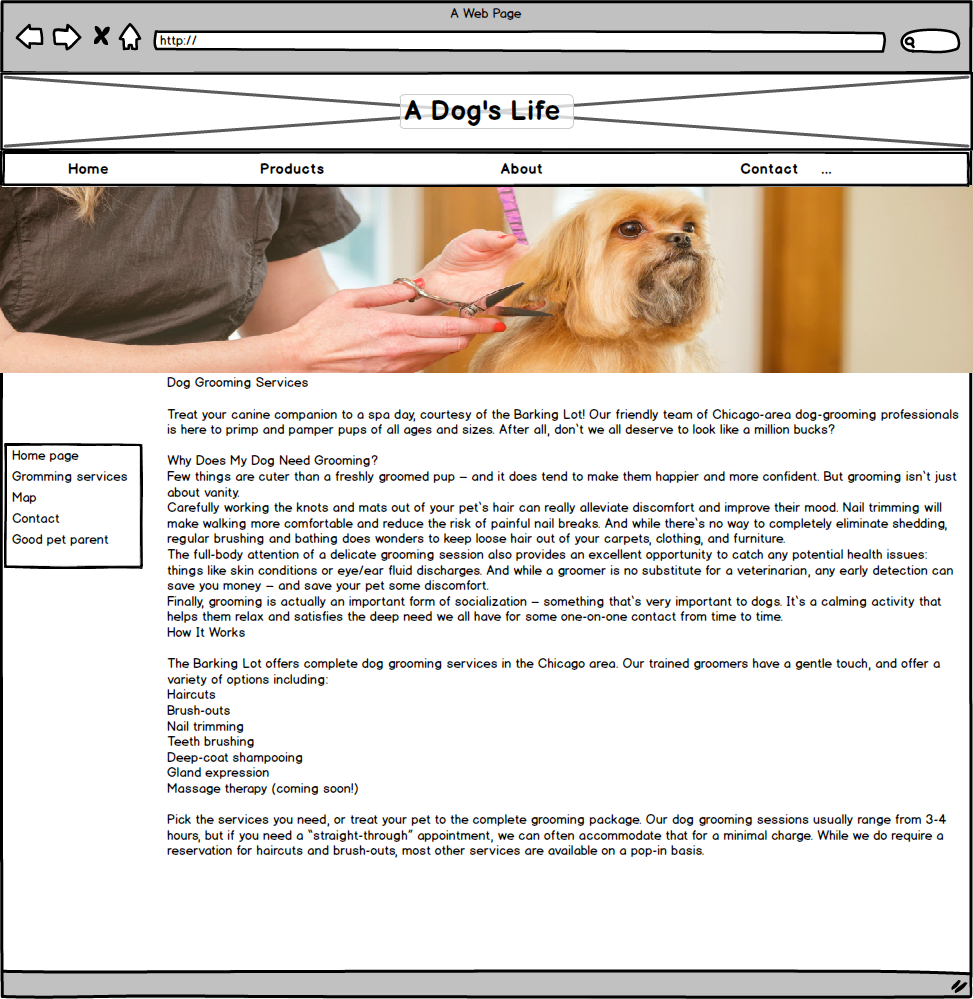 A Web Page
http://
A Dog's Life
Home Products About Contact ...
Dog Grooming Services
Treat your canine companion to a spa day, courtesy of the Barking Lot! Our friendly team of Chicago-area dog-grooming professionals
is here to primp and pamper pups of all ages and sizes. After all, don`t we all deserve to look like a million bucks?
Home page
Gromming services
Map
Contact
Good pet parent
Why Does My Dog Need Grooming?
Few things are cuter than a freshly groomed pup – and it does tend to make them happier and more confident. But grooming isn`t just
about vanity.
Carefully working the knots and mats out of your pet`s hair can really alleviate discomfort and improve their mood. Nail trimming will
make walking more comfortable and reduce the risk of painful nail breaks. And while there`s no way to completely eliminate shedding,
regular brushing and bathing does wonders to keep loose hair out of your carpets, clothing, and furniture.
The full-body attention of a delicate grooming session also provides an excellent opportunity to catch any potential health issues:
things like skin conditions or eye/ear fluid discharges. And while a groomer is no substitute for a veterinarian, any early detection can
save you money – and save your pet some discomfort.
Finally, grooming is actually an important form of socialization – something that`s very important to dogs. It`s a calming activity that
helps them relax and satisfies the deep need we all have for some one-on-one contact from time to time.
How It Works
The Barking Lot offers complete dog grooming services in the Chicago area. Our trained groomers have a gentle touch, and offer a
variety of options including:
Haircuts
Brush-outs
Nail trimming
Teeth brushing
Deep-coat shampooing
Gland expression
Massage therapy (coming soon!)
Pick the services you need, or treat your pet to the complete grooming package. Our dog grooming sessions usually range from 3-4
hours, but if you need a “straight-through” appointment, we can often accommodate that for a minimal charge. While we do require a
reservation for haircuts and brush-outs, most other services are available on a pop-in basis.